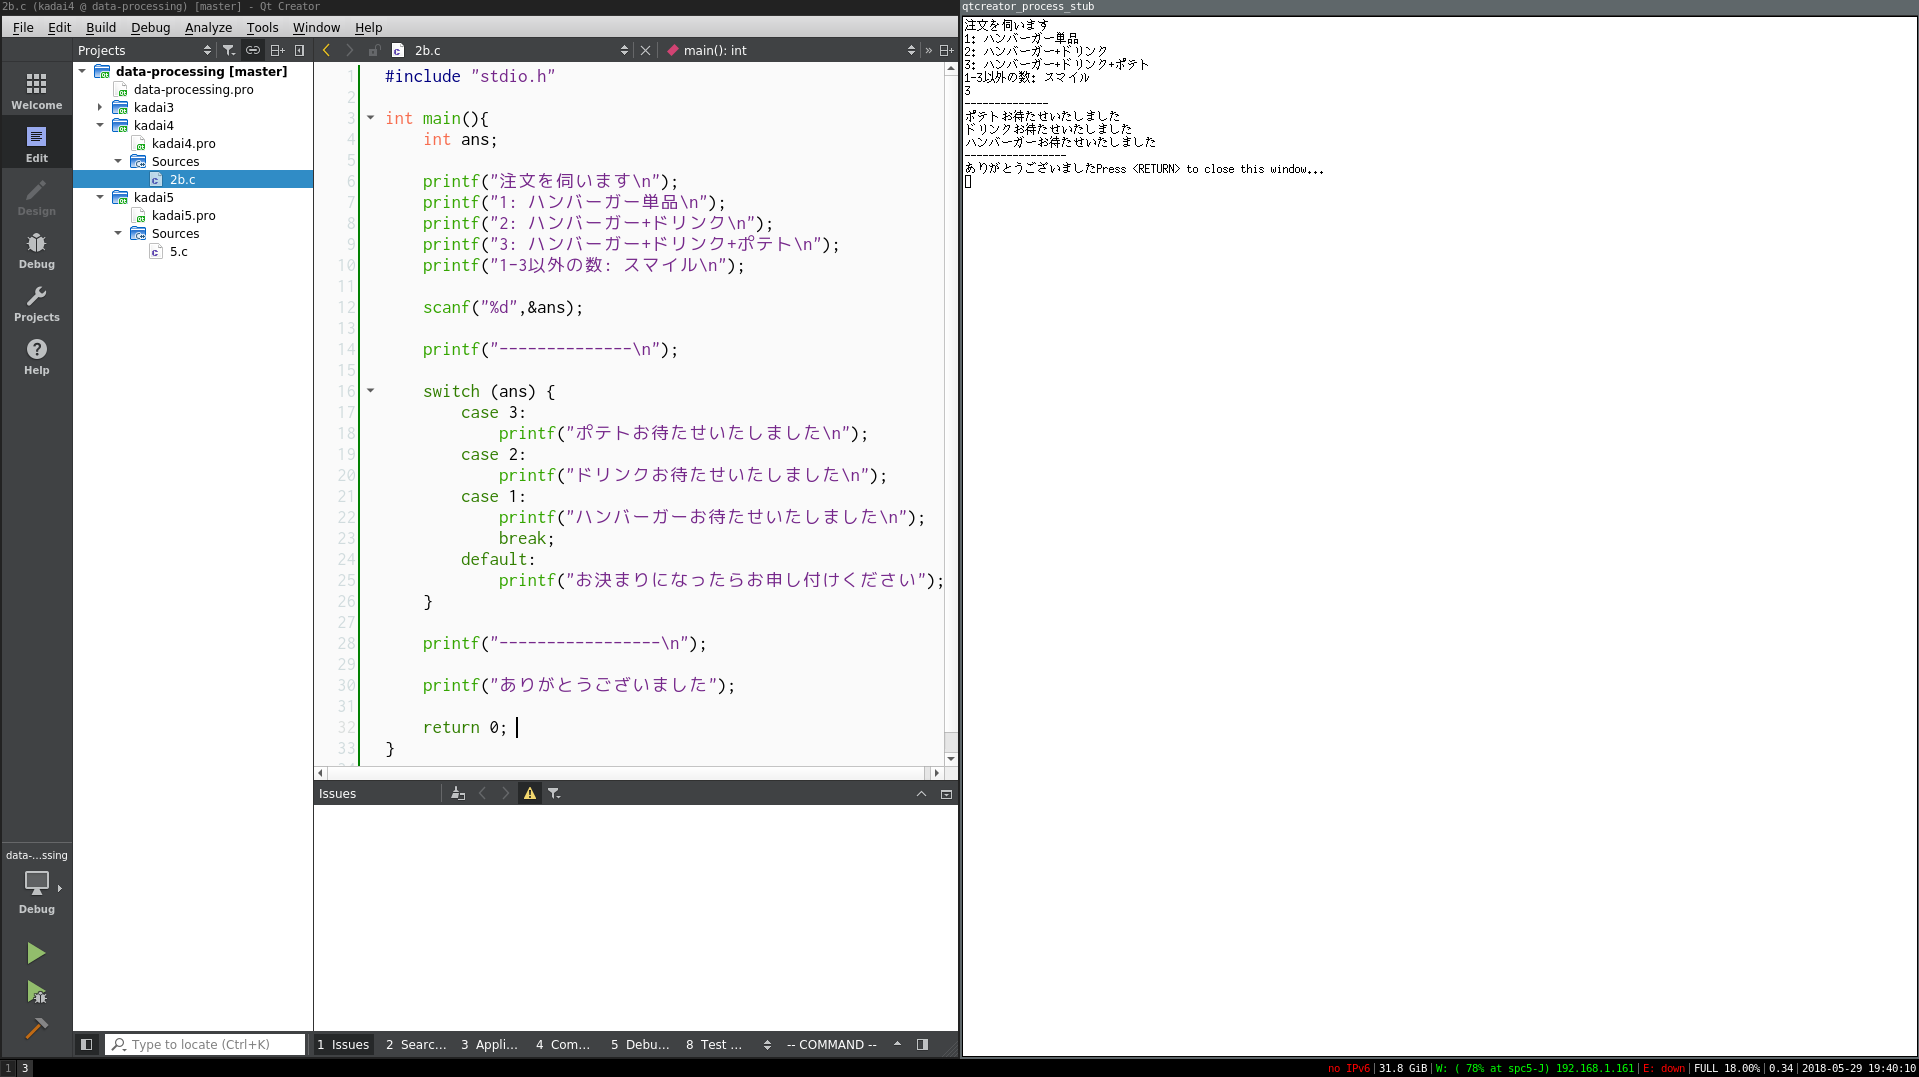 2b.c (kadai4 @ data-processing) [master] - Qt Creator
File Edit Build Debug Analyze Tools Window Help
Projects
2b.c
main(): int
Welcome
Edit
Design
Debug
Projects
Help
data-processing [master]
data-processing.pro
kadai3
kadai4
kadai4.pro
Sources
2b.c
kadai5
kadai5.pro
Sources
5.c
1 #include "stdio.h"
2
3 int main(){
4 int ans;
5
6 printf("注文を伺います\n");
7 printf("1: ハンバーガー単品\n");
8 printf("2: ハンバーガー+ドリンク\n");
9 printf("3: ハンバーガー+ドリンク+ポテト\n");
10 printf("1-3以外の数: スマイル\n");
11
12 scanf("%d",&ans);
13
14 printf("--------------\n");
15
16 switch (ans) {
17 case 3:
18 printf("ポテトお待たせいたしました\n");
19 case 2:
20 printf("ドリンクお待たせいたしました\n");
21 case 1:
22 printf("ハンバーガーお待たせいたしました\n");
23 break;
24 default:
25 printf("お決まりになったらお申し付けください");
26 }
27
28 printf("-----------------\n");
29
30 printf("ありがとうございました");
31
32 return 0;
33 }
Issues
data-...ssing
Debug
Type to locate (Ctrl+K)
1 Issues 2 Searc... 3 Appli... 4 Com... 5 Debu... 8 Test ... -- COMMAND --
qtcreator_process_stub
注文を伺います
1: ハンバーガー単品
2: ハンバーガー+ドリンク
3: ハンバーガー+ドリンク+ポテト
1-3以外の数: スマイル
3
--------------
ポテトお待たせいたしました
ドリンクお待たせいたしました
ハンバーガーお待たせいたしました
-----------------
ありがとうございましたPress <RETURN> to close this window...
1 3
no IPv6|31.8 GiB|W: ( 78% at spc5-J) 192.168.1.161|E: down|FULL 18.00%|0.34|2018-05-29 19:40:10